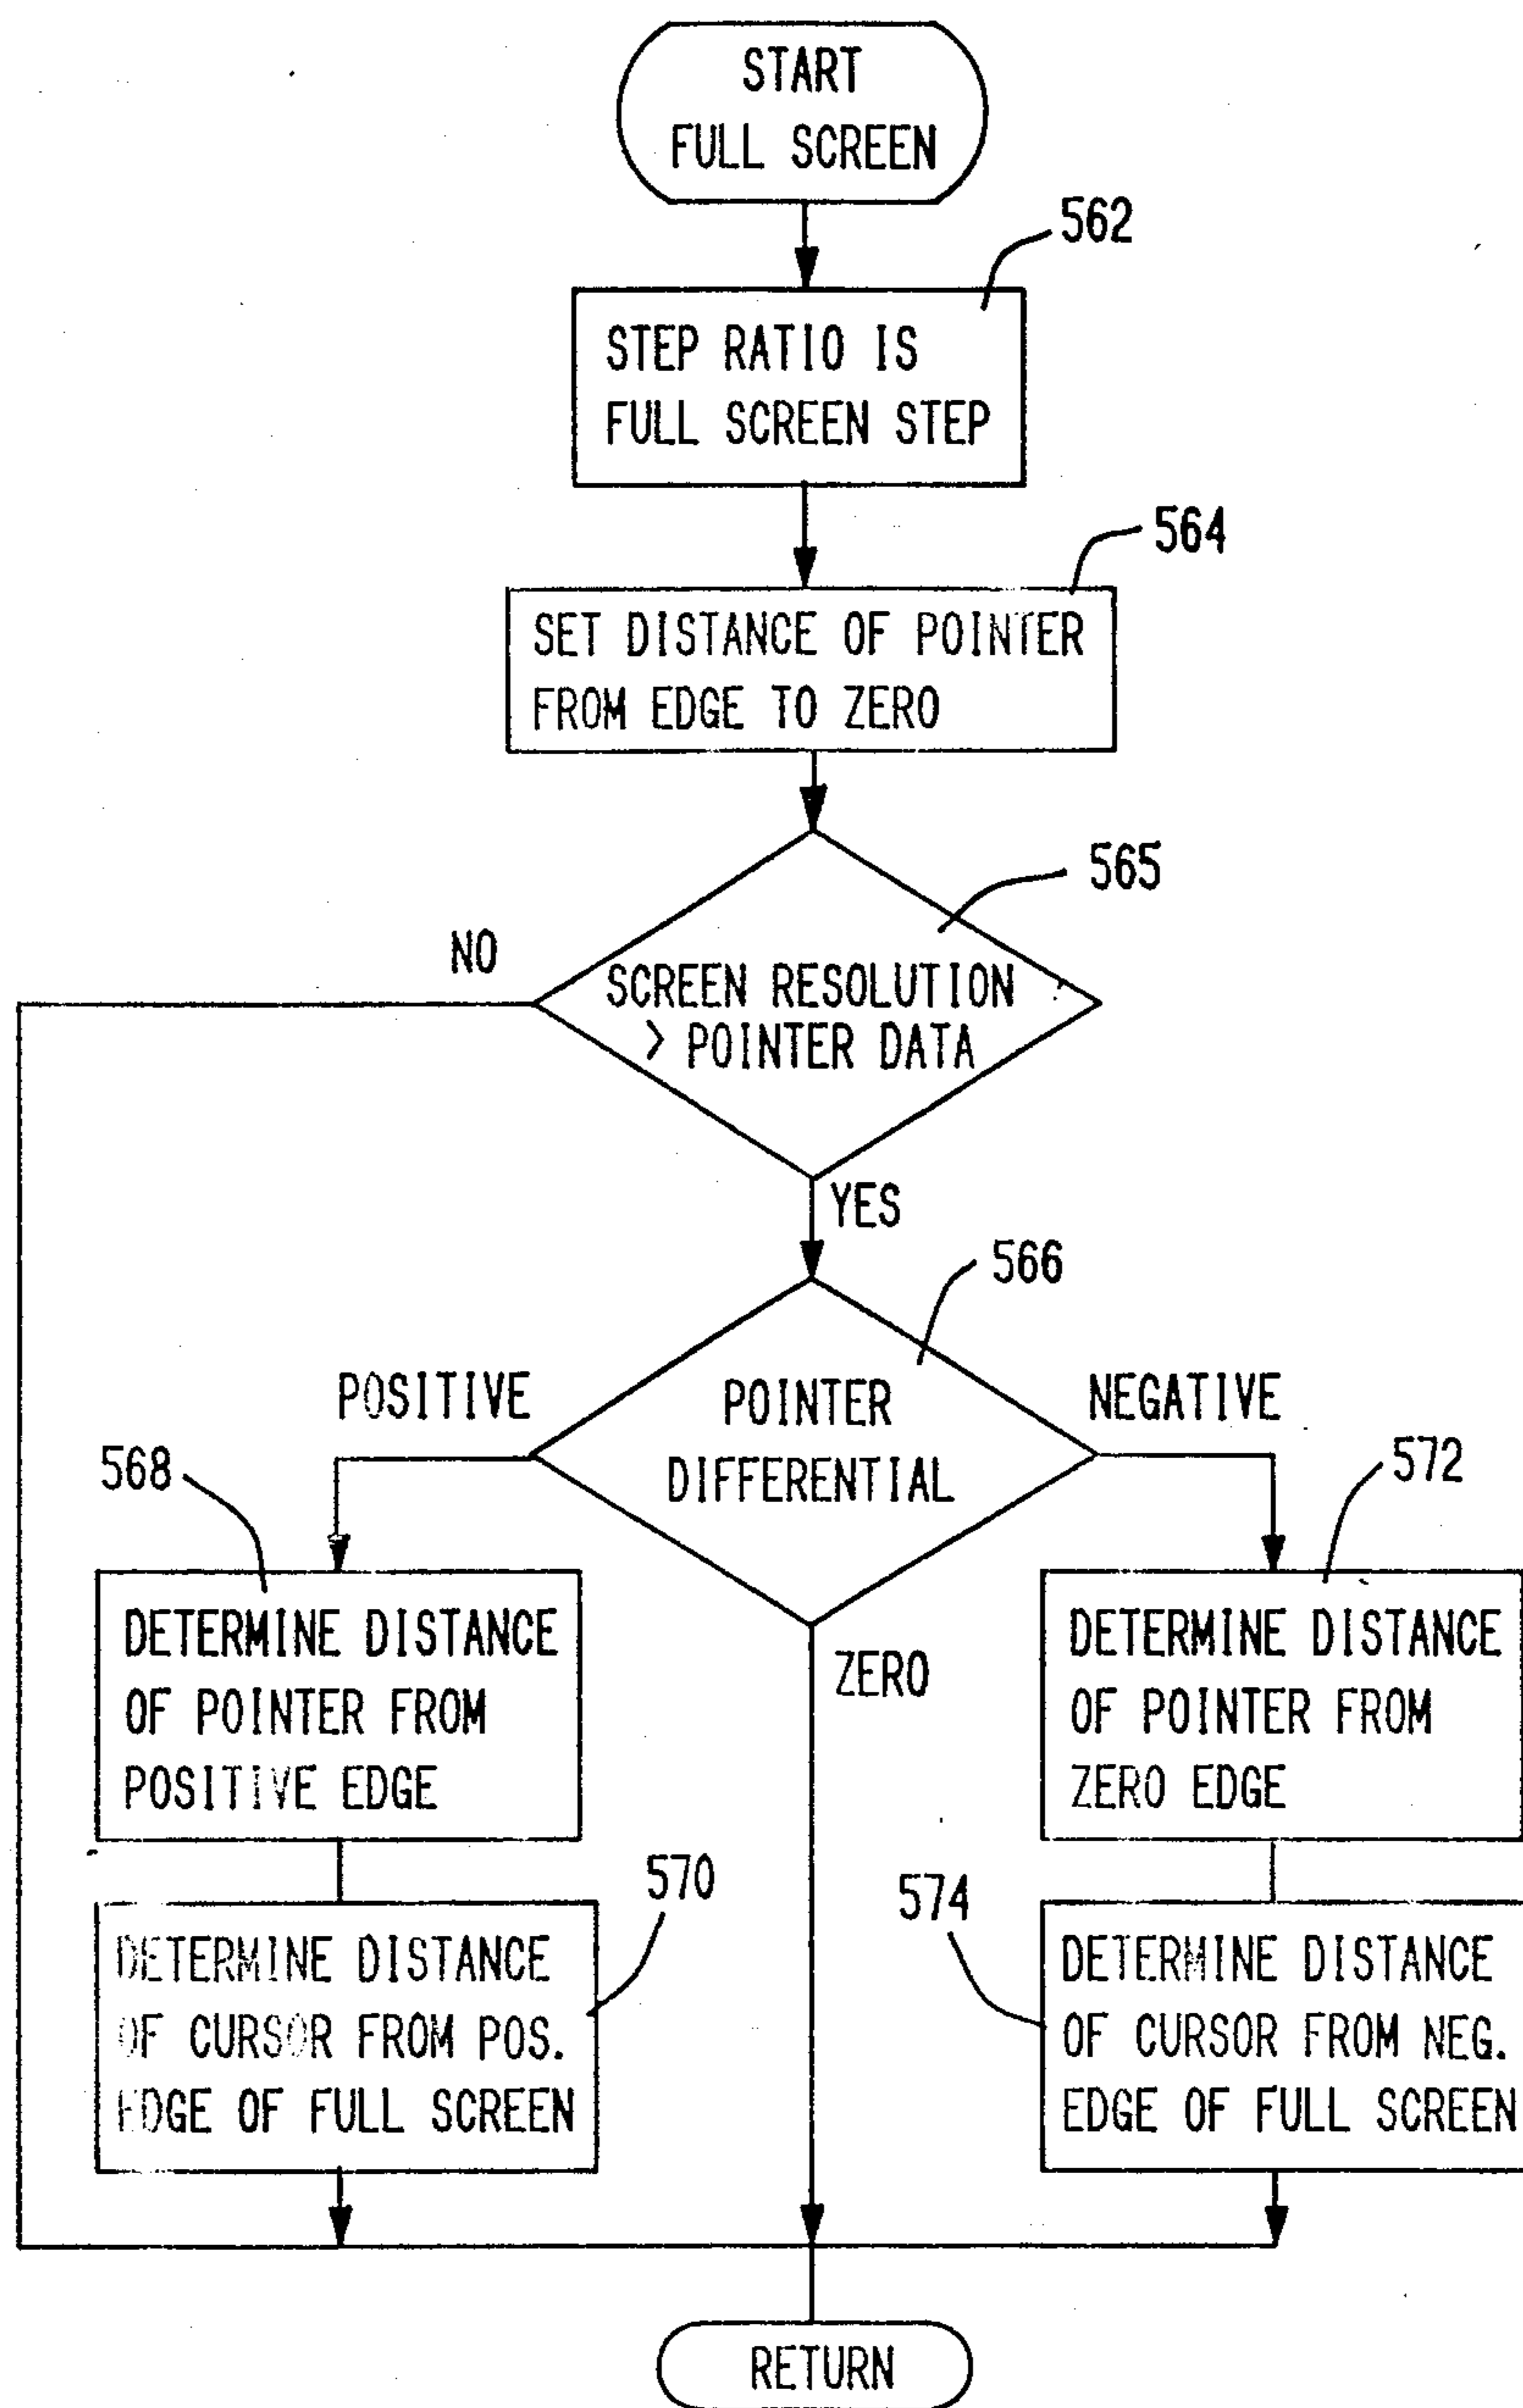 START
FULL SCREEN
562
STEP RATIO IS
FULL SCREEN STEP
564
SET DISTANCE OF POINTER
FROM EDGE TO ZERO
565
NO
SCREEN RESOLUTION
> POINTER DATA
YES
566
POSITIVE
POINTER
DIFFERENTIAL
NEGATIVE
568
572
DETERMINE DISTANCE
OF POINTER FROM
POSITIVE EDGE
ZERO
DETERMINE DISTANCE
OF POINTER FROM
ZERO EDGE
570
574
DETERMINE DISTANCE
OF CURSOR FROM POS.
EDGE OF FULL SCREEN
DETERMINE DISTANCE
OF CURSOR FROM NEG.
EDGE OF FULL SCREEN
RETURN